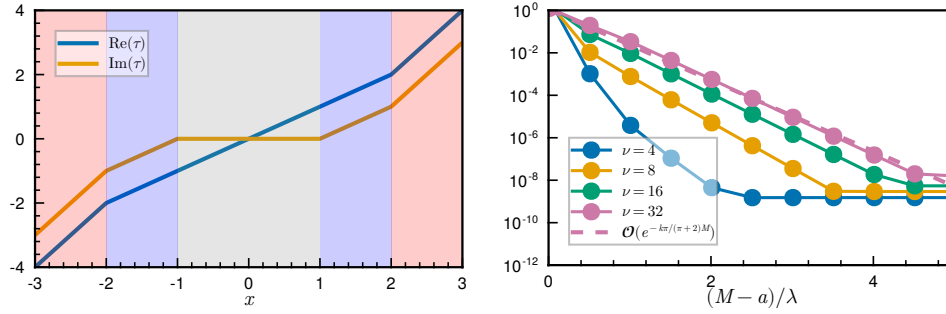 4
2
0
-2
-4
Re(τ)
Im(τ)
-3
-2
-1
0
1
2
3
x
10^0
10^-2
10^-4
10^-6
10^-8
10^-10
10^-12
ν = 4
ν = 8
ν = 16
ν = 32
𝒪(e^{-kπ/(π+2)M})
0
2
4
(M − a)/λ